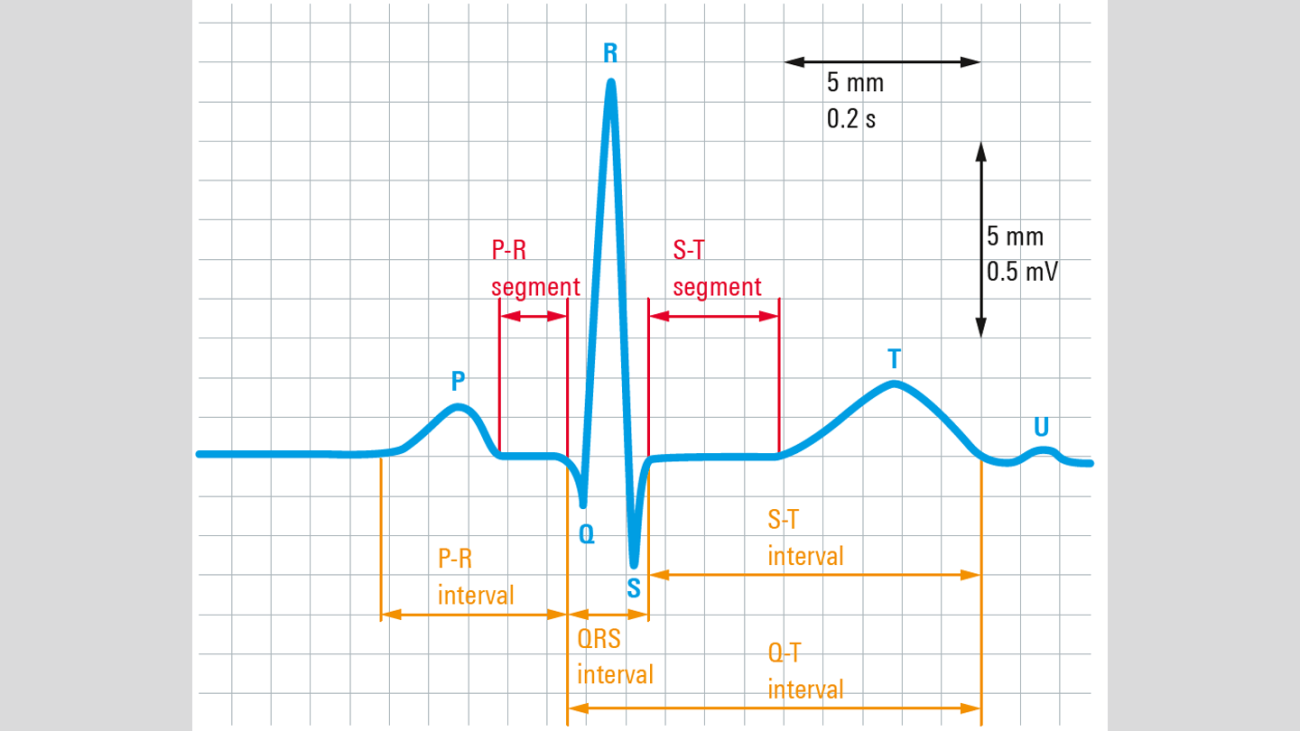 R
5 mm
0.2 s
5 mm
0.5 mV
P-R
segment
S-T
segment
P
T
U
Q
S
S-T
interval
P-R
interval
QRS
interval
Q-T
interval